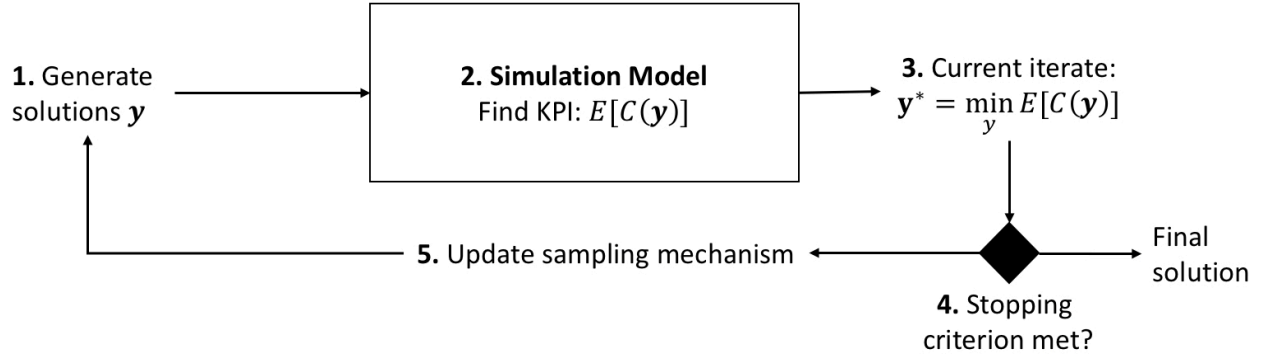 1. Generate
solutions y
2. Simulation Model
Find KPI: E[C(y)]
3. Current iterate:
y* = min E[C(y)]
y
5. Update sampling mechanism
Final
solution
4. Stopping
criterion met?